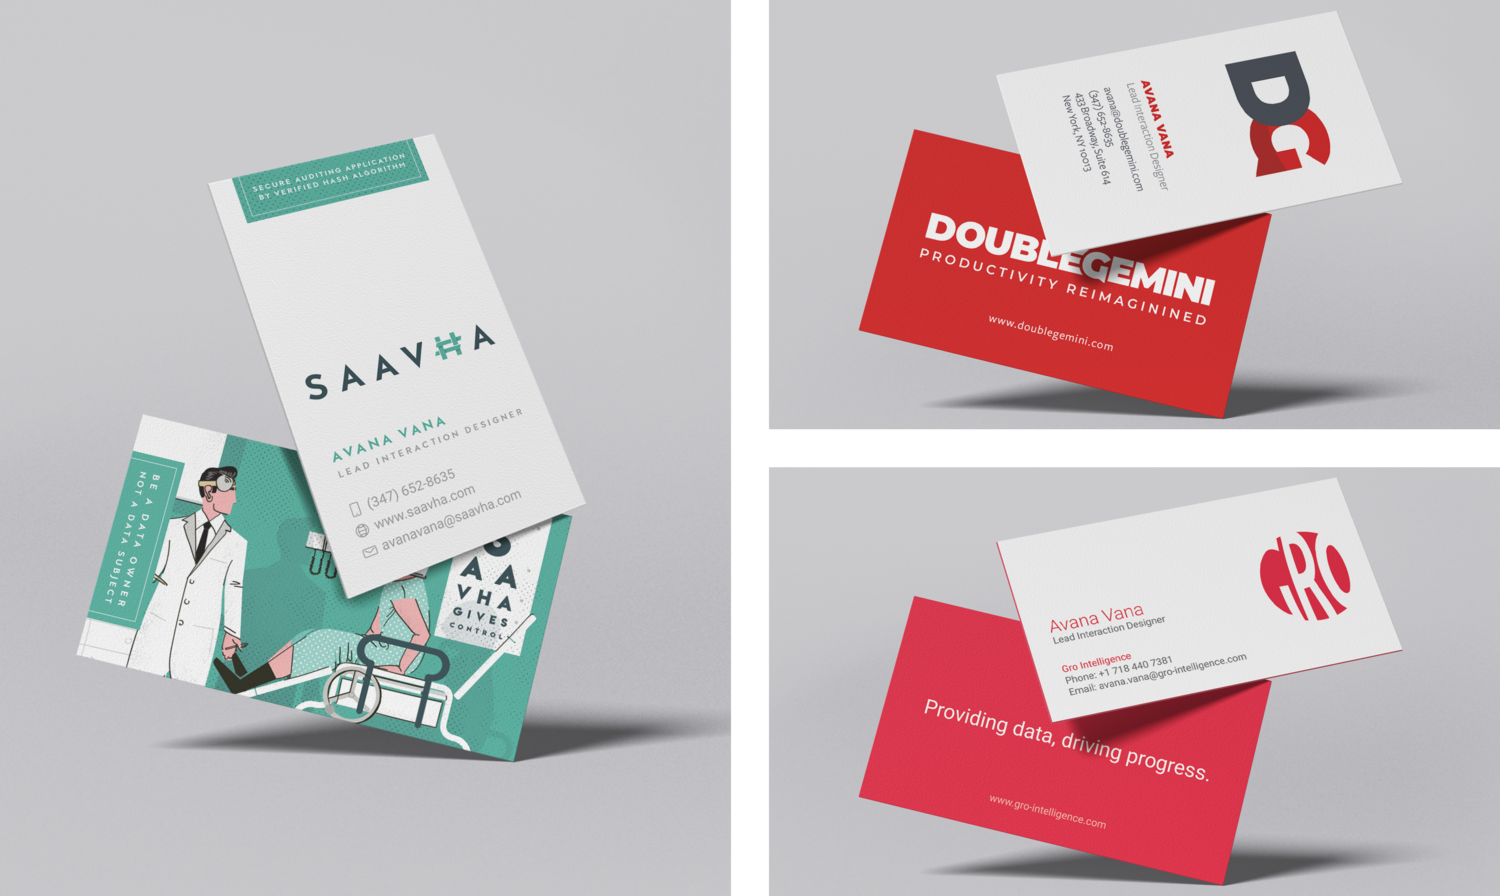 SECURE AUDITING APPLICATION
BY VERIFIED HASH ALGORITHM
SAAVHA
AVANA VANA
LEAD INTERACTION DESIGNER
(347) 652-8635
www.saavha.com
avanavana@saavha.com
BE A DATA OWNER
NOT A DATA SUBJECT
AA
VHA
GIVES
CONTROL
DG
AVANA VANA
Lead Interaction Designer
avana@doublegemini.com
(347) 652-8635
433 Broadway, Suite 614
New York, NY 10013
DOUBLEGEMINI
PRODUCTIVITY REIMAGININED
www.doublegemini.com
GRO
Avana Vana
Lead Interaction Designer
Gro Intelligence
Phone: +1 718 440 7381
Email: avana.vana@gro-intelligence.com
Providing data, driving progress.
www.gro-intelligence.com